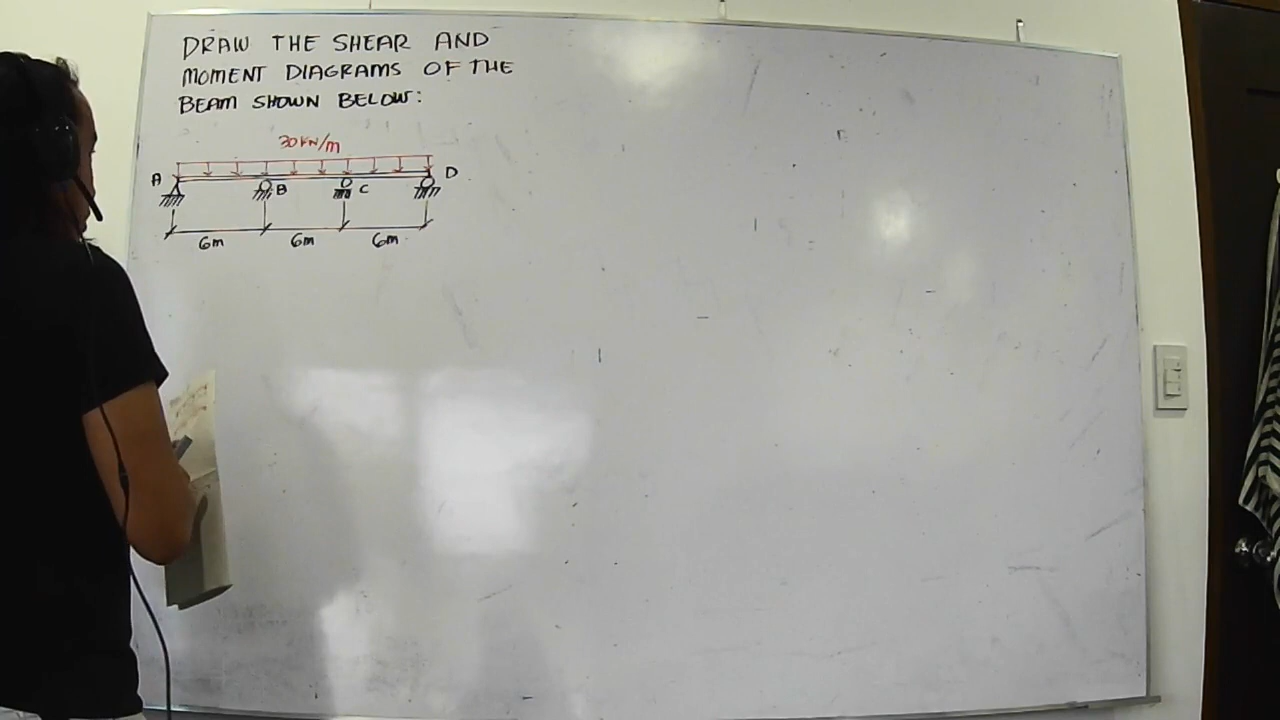 DRAW THE SHEAR AND
MOMENT DIAGRAMS OF THE
BEAM SHOWN BELOW:
30 kN/m
A B C D
6m 6m 6m